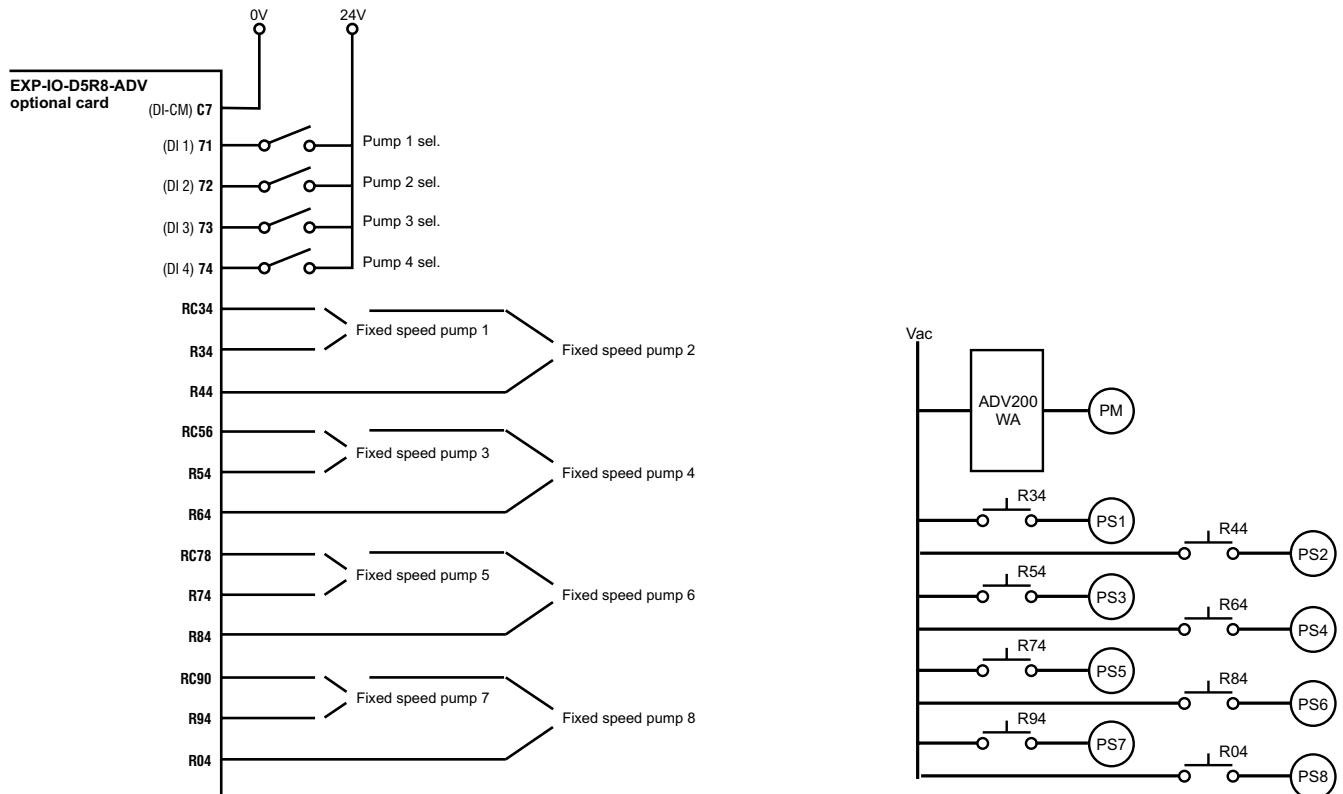 0V
24V
EXP-IO-D5R8-ADV
optional card
(DI-CM) C7
(DI 1) 71
Pump 1 sel.
(DI 2) 72
Pump 2 sel.
(DI 3) 73
Pump 3 sel.
(DI 4) 74
Pump 4 sel.
RC34
Fixed speed pump 1
R34
Fixed speed pump 2
R44
RC56
Fixed speed pump 3
R54
Fixed speed pump 4
R64
RC78
Fixed speed pump 5
R74
Fixed speed pump 6
R84
RC90
Fixed speed pump 7
R94
Fixed speed pump 8
R04
Vac
ADV200
WA
PM
R34
PS1
R44
PS2
R54
PS3
R64
PS4
R74
PS5
R84
PS6
R94
PS7
R04
PS8